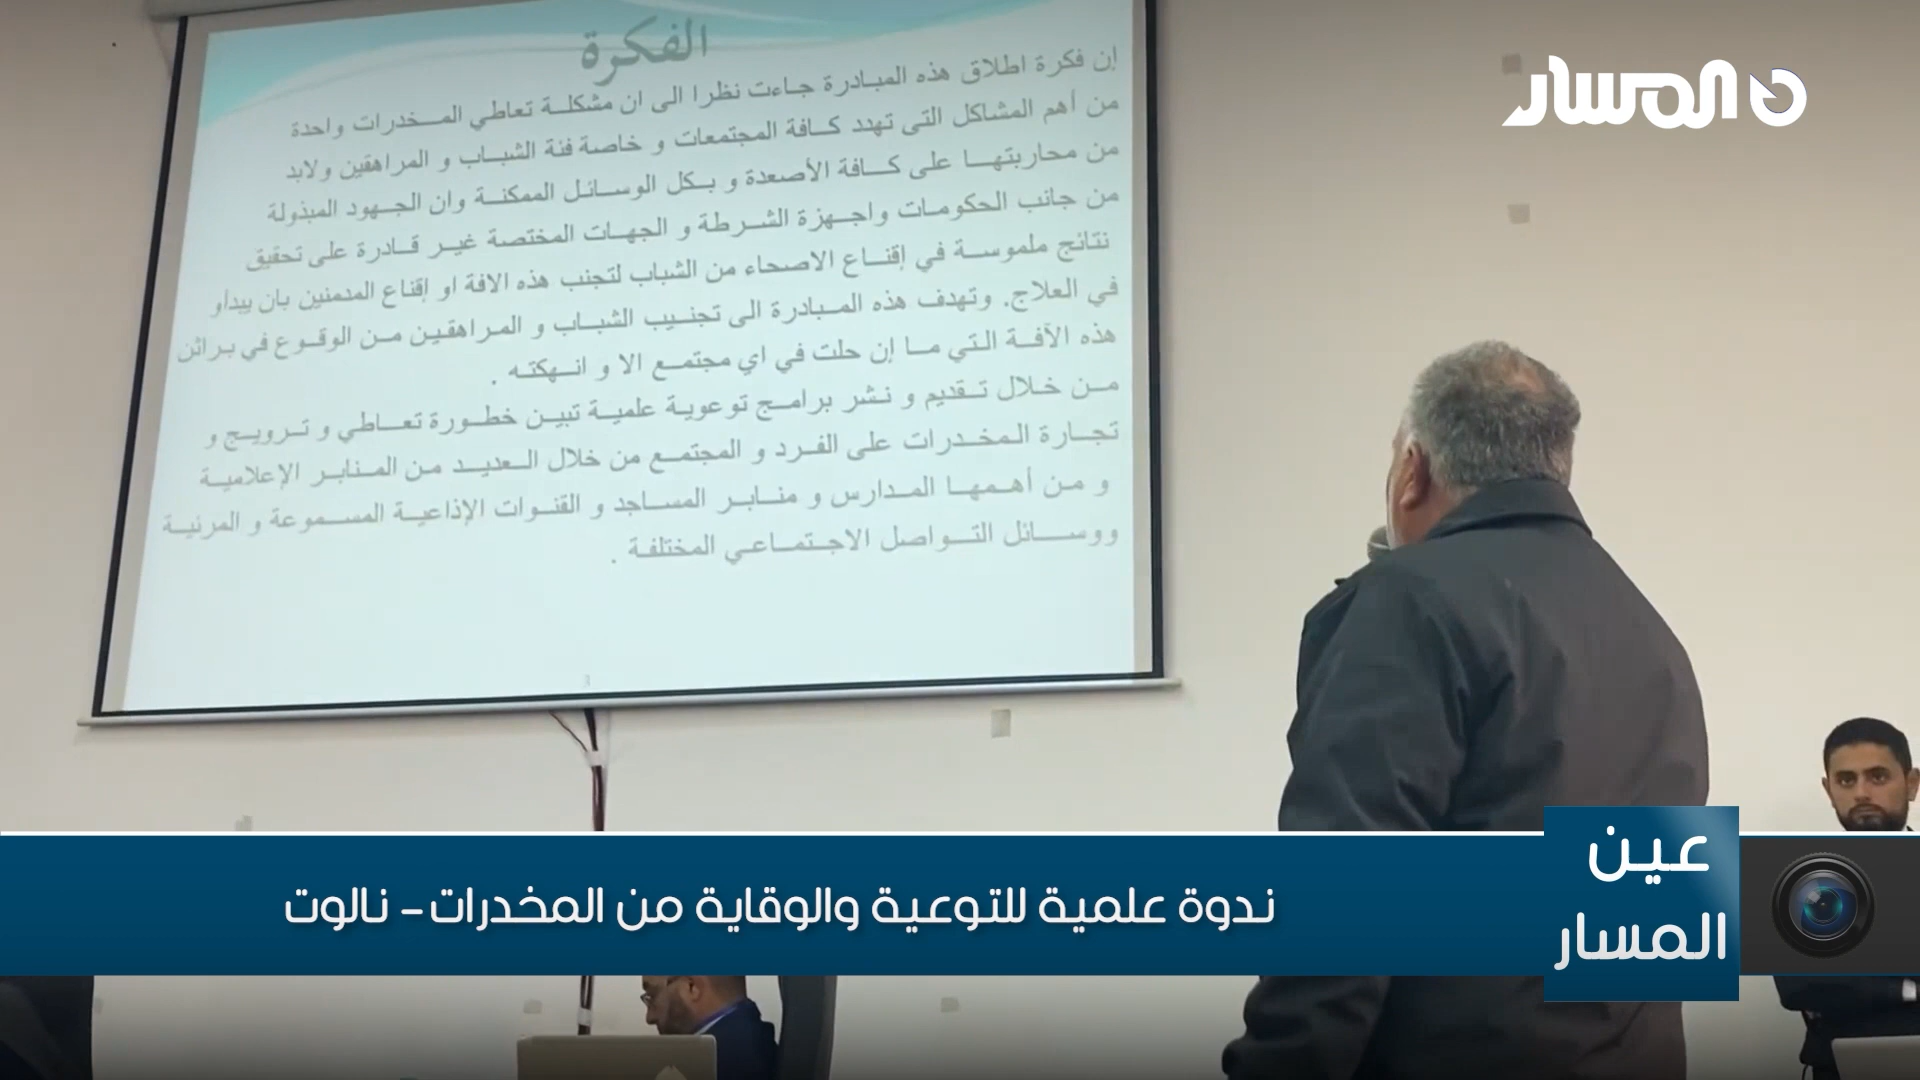 الفكرة
إن فكرة اطلاق هذه المبادرة جاءت نظرا الى ان مشكلة تعاطي المخدرات واحدة
من أهم المشاكل التى تهدد كافة المجتمعات و خاصة فئة الشباب و المراهقين ولابد
من محاربتها على كافة الأصعدة و بكل الوسائل الممكنة وان الجهود المبذولة
من جانب الحكومات واجهزة الشرطة و الجهات المختصة غير قادرة على تحقيق
نتائج ملموسة في إقناع الاصحاء من الشباب لتجنب هذه الافة او إقناع المدمنين بان يبدأو
في العلاج. وتهدف هذه المبادرة الى تجنيب الشباب و المراهقين من الوقوع في براثن
هذه الآفة التي ما إن حلت في اي مجتمع الا و انهكته .
من خلال تقديم و نشر برامج توعوية علمية تبين خطورة تعاطي و ترويج و
تجارة المخدرات على الفرد و المجتمع من خلال العديد من المنابر الإعلامية
و من أهمها المدارس و منابر المساجد و القنوات الإذاعية المسموعة و المرئية
ووسائل التواصل الاجتماعي المختلفة .
3
المسار
عين
المسار
ندوة علمية للتوعية والوقاية من المخدرات- نالوت